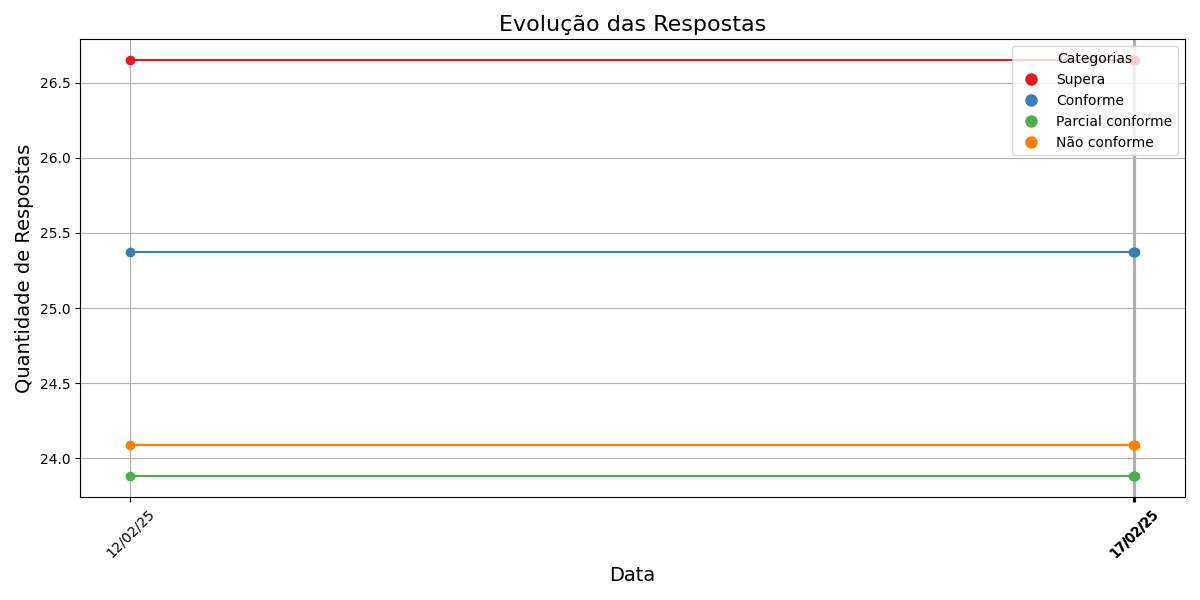 Evolução das Respostas
Quantidade de Respostas
26.5
26.0
25.5
25.0
24.5
24.0
Categorias
Supera
Conforme
Parcial conforme
Não conforme
12/02/25
17/02/25
Data